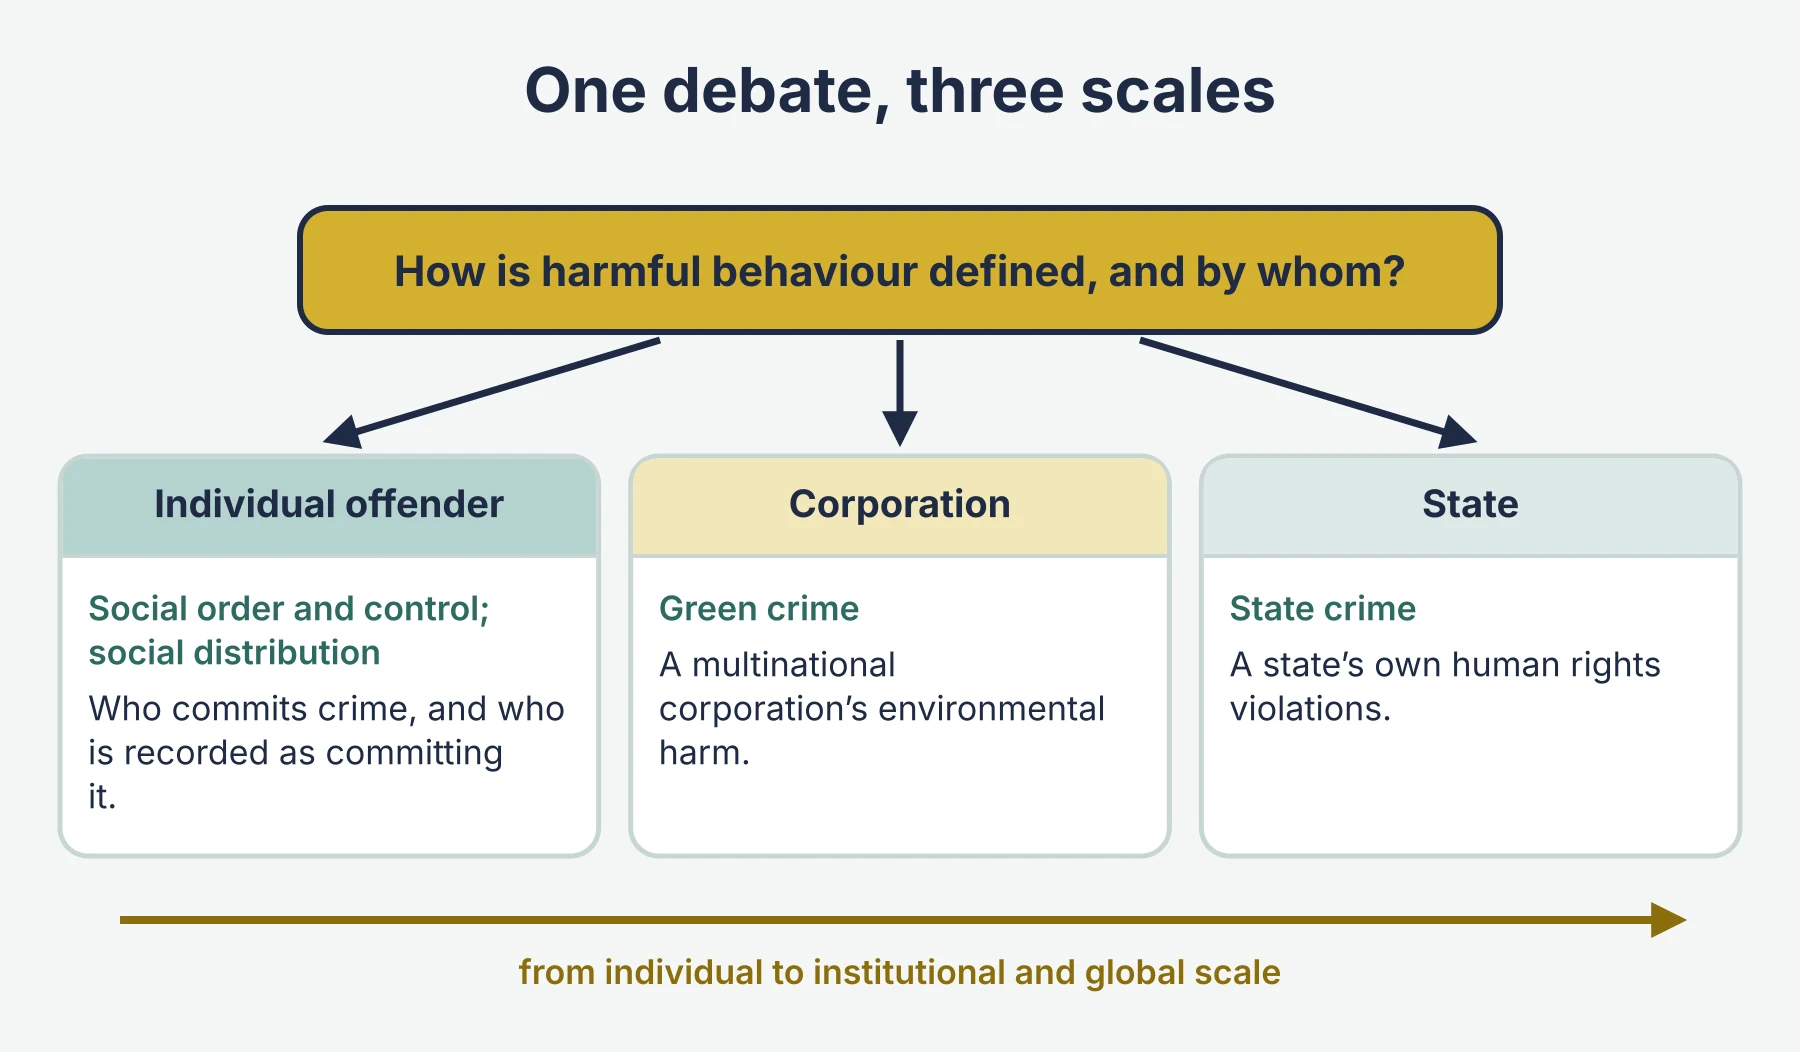 One debate, three scales
How is harmful behaviour defined, and by whom?
Individual offender
Social order and control;
social distribution
Who commits crime, and who
is recorded as committing
it.
Corporation
Green crime
A multinational
corporation’s environmental
harm.
State
State crime
A state’s own human rights
violations.
from individual to institutional and global scale